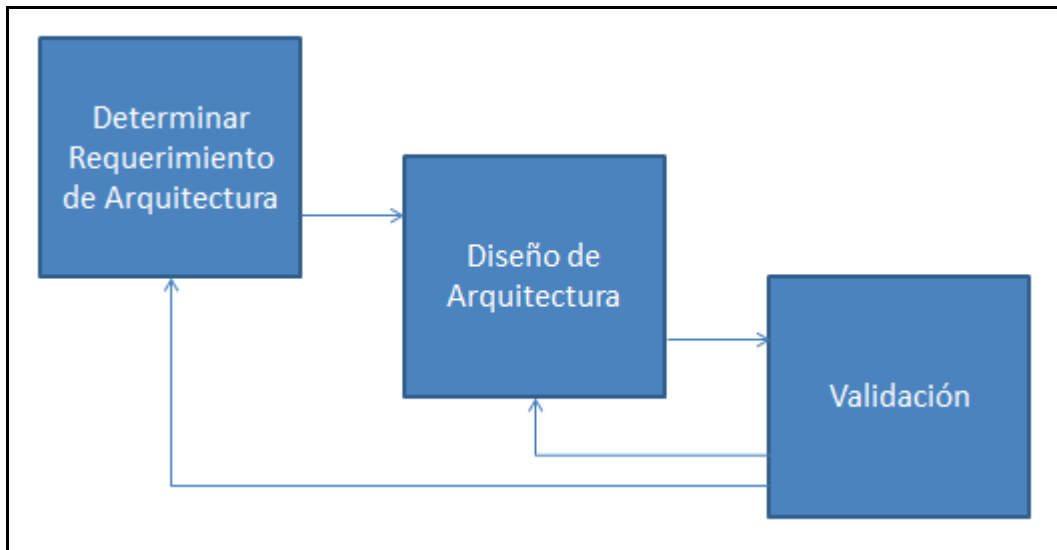 Determinar
Requerimiento
de Arquitectura
Diseño de
Arquitectura
Validación